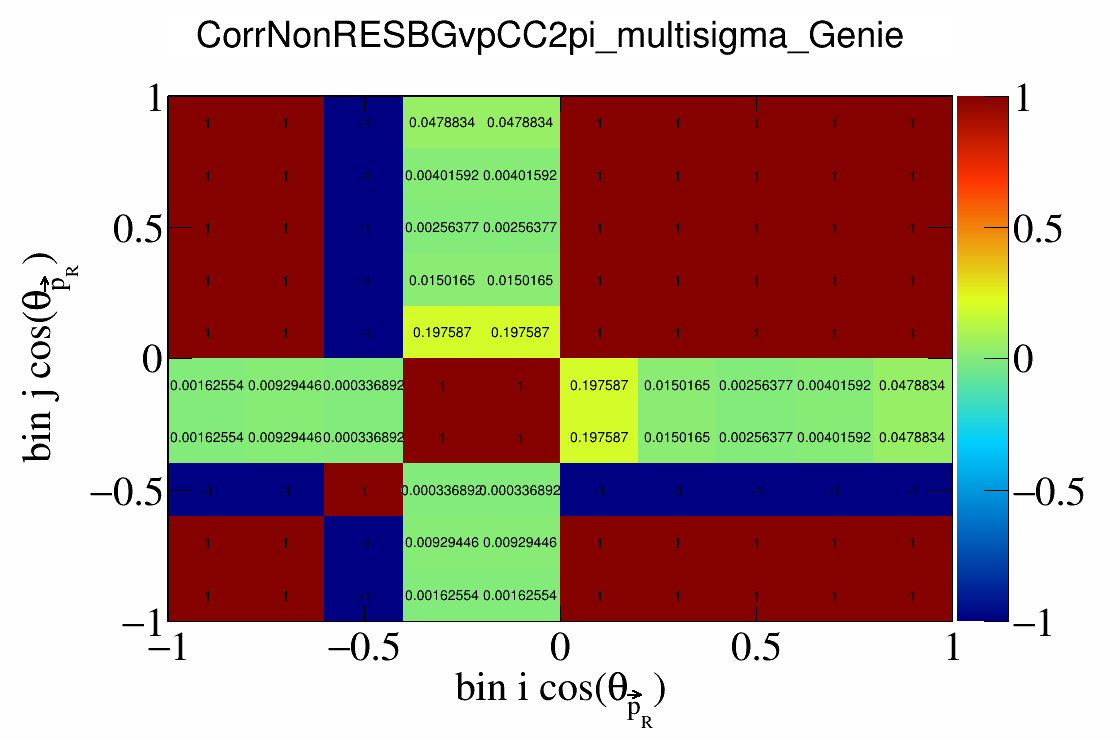 CorrNonRESBGvpCC2pi_multisigma_Genie
1 1 1 -1 0.0478834 0.0478834 1 1 1 1 1 1
1 1 -1 0.00401592 0.00401592 1 1 1 1 1
0.5 1 1 -1 0.00256377 0.00256377 1 1 1 1 1 0.5
1 1 -1 0.0150165 0.0150165 1 1 1 1 1
1 1 -1 0.197587 0.197587 1 1 1 1 1
0 0
0.00162554 0.00929446 0.000336892 1 1 0.197587 0.0150165 0.00256377 0.00401592 0.0478834
0.00162554 0.00929446 0.000336892 1 1 0.197587 0.0150165 0.00256377 0.00401592 0.0478834
−0.5 -1 -1 1 0.000336892 0.000336892 -1 -1 -1 -1 -1 −0.5
1 1 -1 0.00929446 0.00929446 1 1 1 1 1
1 1 -1 0.00162554 0.00162554 1 1 1 1 1
−1 −1
−1 −0.5 0 0.5 1
bin i cos(θp⃗R)
bin j cos(θp⃗R)